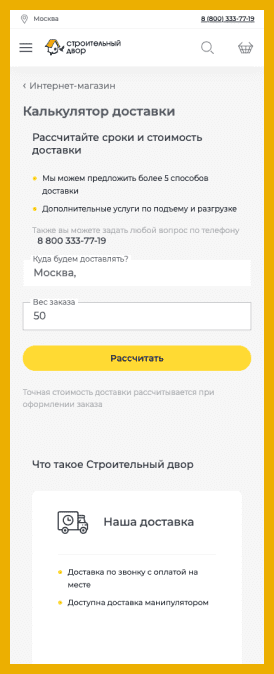 Москва
8 (800) 333-77-19
строительный
двор
‹ Интернет-магазин
Калькулятор доставки
Рассчитайте сроки и стоимость
доставки
Мы можем предложить более 5 способов
доставки
Дополнительные услуги по подъему и разгрузке
Также вы можете задать любой вопрос по телефону
8 800 333-77-19
Куда будем доставлять?
Москва,
Вес заказа
50
Рассчитать
Точная стоимость доставки рассчитывается при
оформлении заказа
Что такое Строительный двор
Наша доставка
Доставка по звонку с оплатой на
месте
Доступна доставка манипулятором